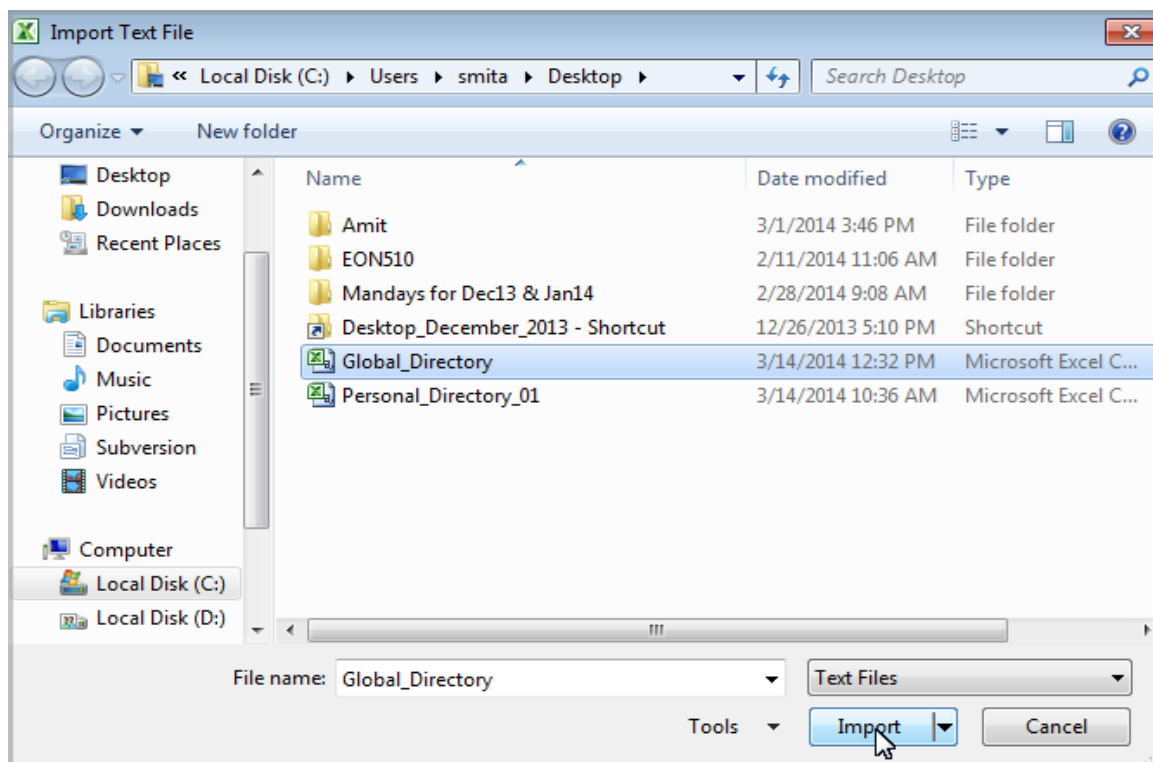 Import Text File
« Local Disk (C:) Users smita Desktop Search Desktop
Organize New folder
Name Date modified Type
Desktop
Downloads
Recent Places
Libraries
Documents
Music
Pictures
Subversion
Videos
Computer
Local Disk (C:)
Local Disk (D:)
Amit 3/1/2014 3:46 PM File folder
EON510 2/11/2014 11:06 AM File folder
Mandays for Dec13 & Jan14 2/28/2014 9:08 AM File folder
Desktop_December_2013 - Shortcut 12/26/2013 5:10 PM Shortcut
Global_Directory 3/14/2014 12:32 PM Microsoft Excel C...
Personal_Directory_01 3/14/2014 10:36 AM Microsoft Excel C...
File name: Global_Directory Text Files
Tools Import Cancel